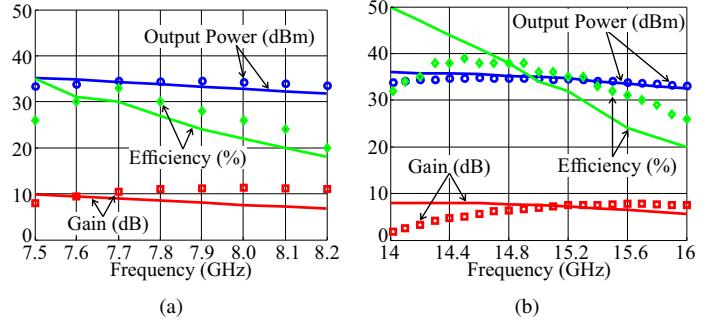 50
40
30
20
10
0
Output Power (dBm)
Efficiency (%)
Gain (dB)
7.5 7.6 7.7 7.8 7.9 8.0 8.1 8.2
Frequency (GHz)
(a)
50
40
30
20
10
0
Output Power (dBm)
Efficiency (%)
Gain (dB)
14 14.4 14.8 15.2 15.6 16
Frequency (GHz)
(b)